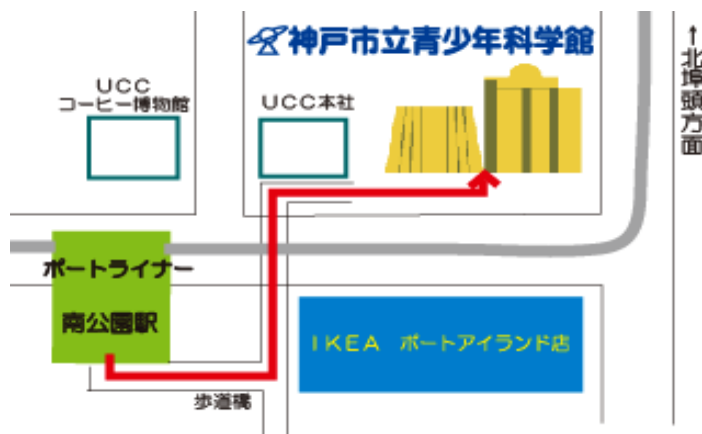 神戸市立青少年科学館
↑北埠頭方面
UCC
コーヒー博物館
UCC本社
ポートライナー
南公園駅
IKEA ポートアイランド店
歩道橋